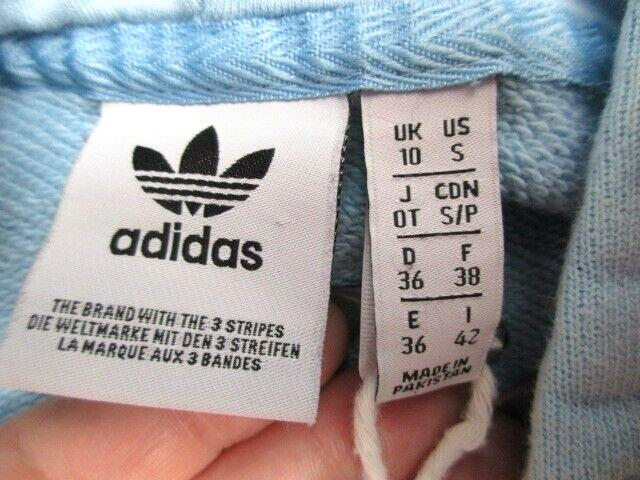 adidas
THE BRAND WITH THE 3 STRIPES
DIE WELTMARKE MIT DEN 3 STREIFEN
LA MARQUE AUX 3 BANDES
UK US
10 S
J CDN
OT S/P
D F
36 38
E I
36 42
MADE IN
PAKISTAN